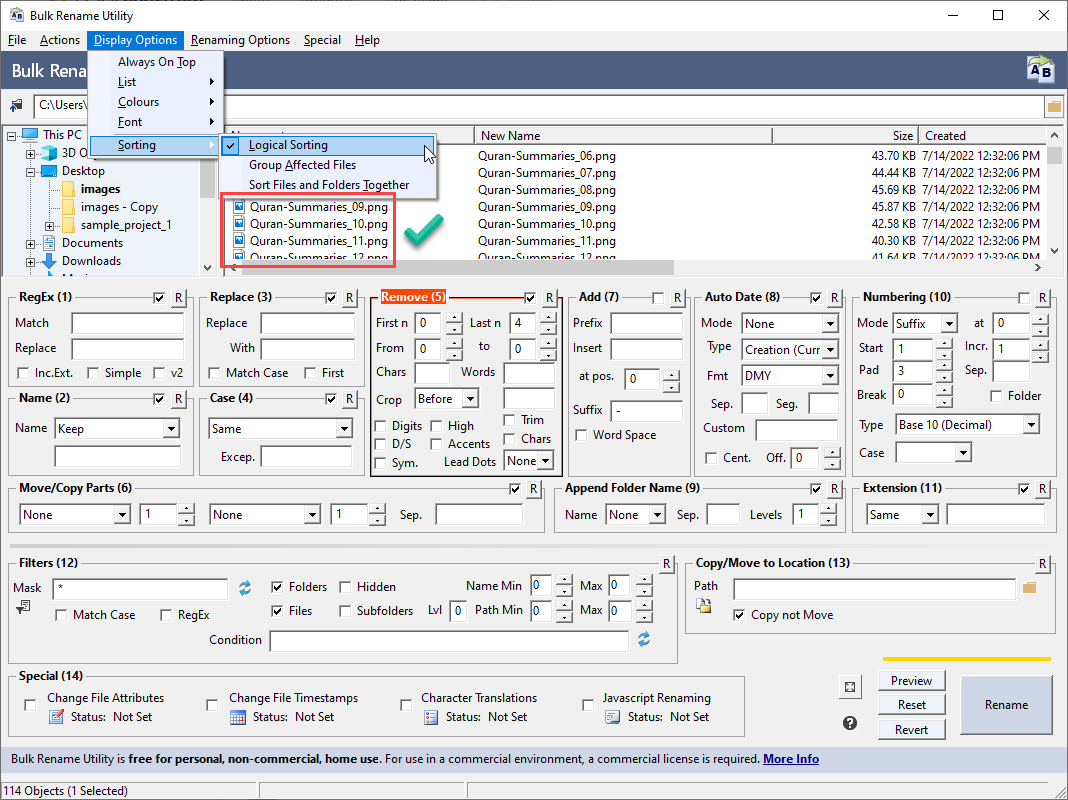 Bulk Rename Utility
File Actions Display Options Renaming Options Special Help
Bulk Rena
Always On Top
List
Colours
Font
Sorting
Logical Sorting
Group Affected Files
Sort Files and Folders Together
C:\Users\
This PC
3D O
Desktop
images
images - Copy
sample_project_1
Documents
Downloads
New Name Size Created
Quran-Summaries_06.png 43.70 KB 7/14/2022 12:32:06 PM
Quran-Summaries_07.png 44.44 KB 7/14/2022 12:32:06 PM
Quran-Summaries_08.png 45.69 KB 7/14/2022 12:32:06 PM
Quran-Summaries_09.png Quran-Summaries_09.png 45.87 KB 7/14/2022 12:32:06 PM
Quran-Summaries_10.png Quran-Summaries_10.png 42.58 KB 7/14/2022 12:32:06 PM
Quran-Summaries_11.png Quran-Summaries_11.png 40.30 KB 7/14/2022 12:32:06 PM
Quran-Summaries_12.png Quran-Summaries_12.png 41.64 KB 7/14/2022 12:32:06 PM
RegEx (1) R
Match
Replace
Inc.Ext. Simple v2
Replace (3) R
Replace
With
Match Case First
Remove (5) R
First n 0 Last n 4
From 0 to 0
Chars Words
Crop Before
Digits High Trim
D/S Accents Chars
Sym. Lead Dots None
Add (7) R
Prefix
Insert
at pos. 0
Suffix -
Word Space
Auto Date (8) R
Mode None
Type Creation (Curr
Fmt DMY
Sep. Seg.
Custom
Cent. Off. 0
Numbering (10) R
Mode Suffix at 0
Start 1 Incr. 1
Pad 3 Sep.
Break 0 Folder
Type Base 10 (Decimal)
Case
Name (2) R
Name Keep
Case (4) R
Same
Excep.
Move/Copy Parts (6) R
None 1 None 1 Sep.
Append Folder Name (9) R
Name None Sep. Levels 1
Extension (11) R
Same
Filters (12) R
Mask * Folders Hidden Name Min 0 Max 0
Match Case RegEx Files Subfolders Lvl 0 Path Min 0 Max 0
Condition
Copy/Move to Location (13) R
Path
Copy not Move
Special (14)
Change File Attributes Change File Timestamps Character Translations Javascript Renaming
Status: Not Set Status: Not Set Status: Not Set Status: Not Set
Preview
Reset
Revert
Rename
Bulk Rename Utility is free for personal, non-commercial, home use. For use in a commercial environment, a commercial license is required. More Info
114 Objects (1 Selected)